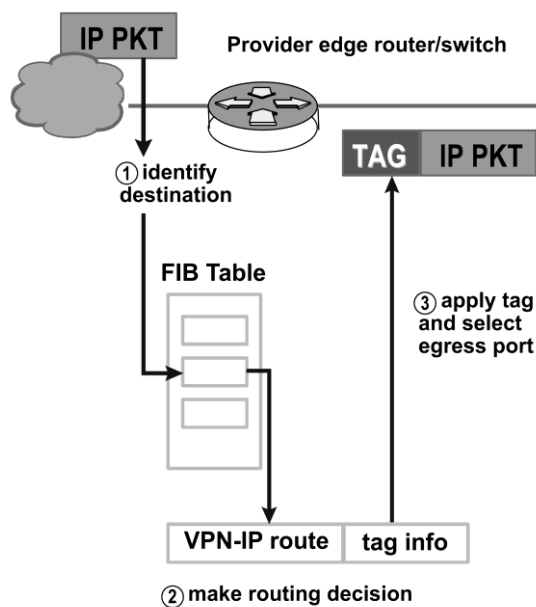 IP PKT
Provider edge router/switch
TAG IP PKT
① identify
destination
FIB Table
③ apply tag
and select
egress port
VPN-IP route tag info
② make routing decision